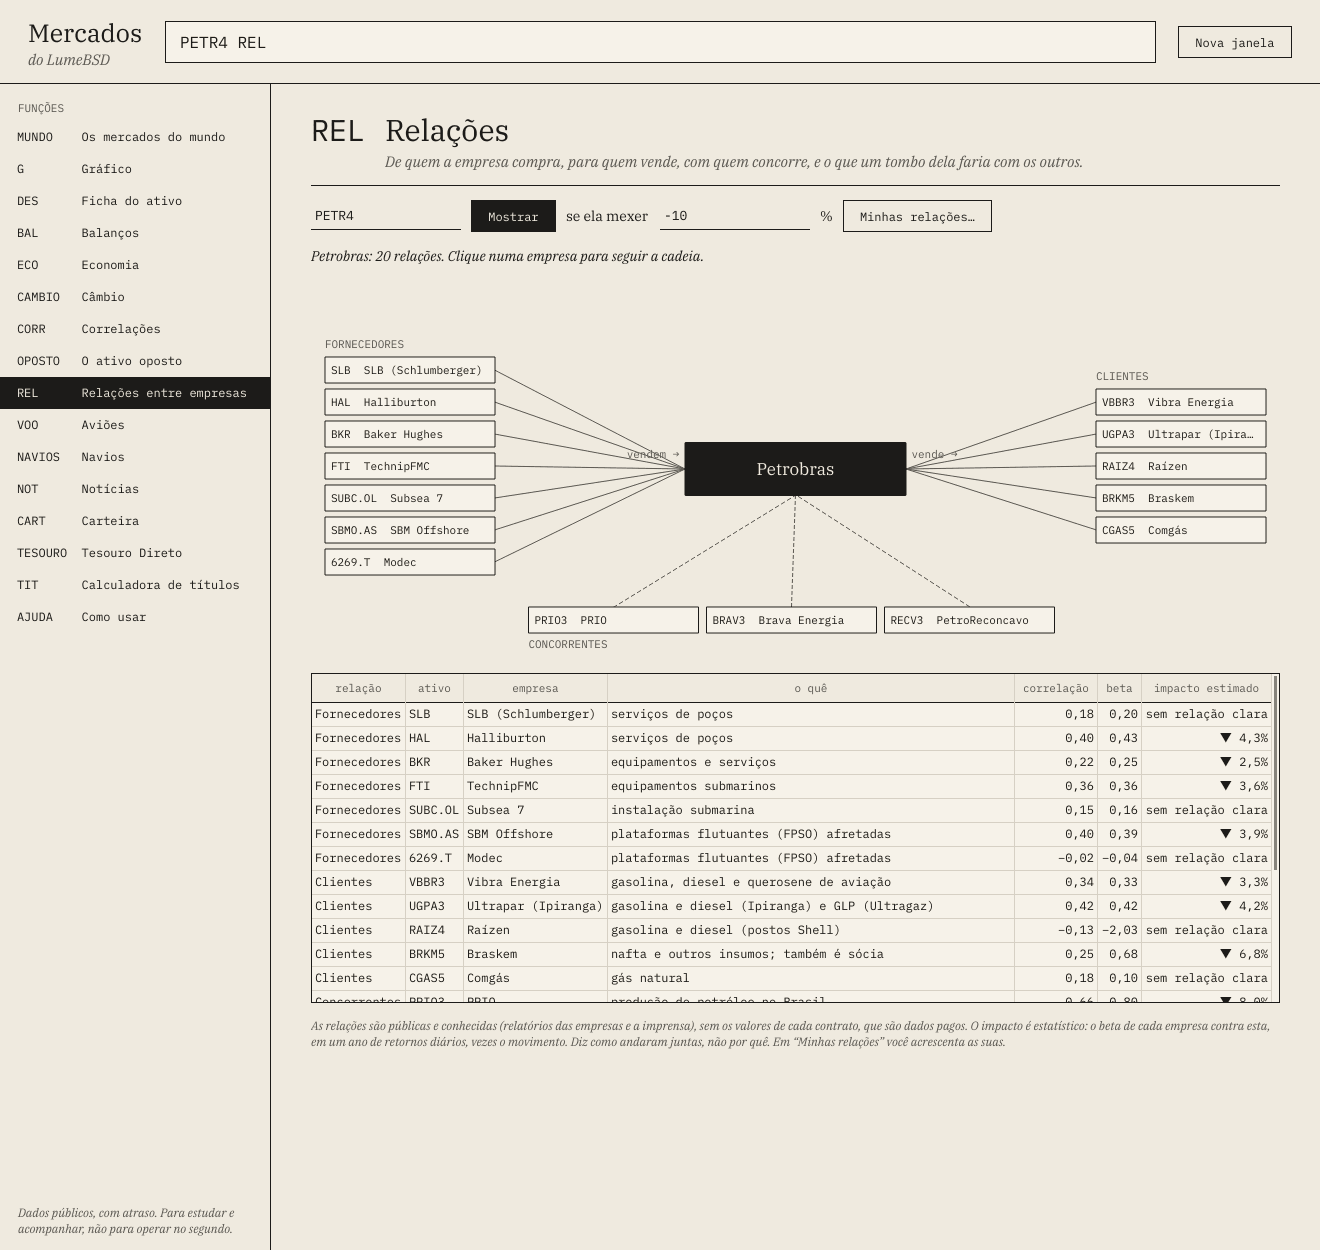 Mercados
do LumeBSD
PETR4 REL
Nova janela
FUNÇÕES
MUNDO Os mercados do mundo
G Gráfico
DES Ficha do ativo
BAL Balanços
ECO Economia
CAMBIO Câmbio
CORR Correlações
OPOSTO O ativo oposto
REL Relações entre empresas
VOO Aviões
NAVIOS Navios
NOT Notícias
CART Carteira
TESOURO Tesouro Direto
TIT Calculadora de títulos
AJUDA Como usar
Dados públicos, com atraso. Para estudar e
acompanhar, não para operar no segundo.
REL Relações
De quem a empresa compra, para quem vende, com quem concorre, e o que um tombo dela faria com os outros.
PETR4 Mostrar se ela mexer -10 % Minhas relações…
Petrobras: 20 relações. Clique numa empresa para seguir a cadeia.
FORNECEDORES
SLB SLB (Schlumberger)
HAL Halliburton
BKR Baker Hughes
FTI TechnipFMC
SUBC.OL Subsea 7
SBMO.AS SBM Offshore
6269.T Modec
vendem →
Petrobras
vende →
CLIENTES
VBBR3 Vibra Energia
UGPA3 Ultrapar (Ipira…
RAIZ4 Raízen
BRKM5 Braskem
CGAS5 Comgás
PRIO3 PRIO
BRAV3 Brava Energia
RECV3 PetroReconcavo
CONCORRENTES
relação ativo empresa o quê correlação beta impacto estimado
Fornecedores SLB SLB (Schlumberger) serviços de poços 0,18 0,20 sem relação clara
Fornecedores HAL Halliburton serviços de poços 0,40 0,43 ▼ 4,3%
Fornecedores BKR Baker Hughes equipamentos e serviços 0,22 0,25 ▼ 2,5%
Fornecedores FTI TechnipFMC equipamentos submarinos 0,36 0,36 ▼ 3,6%
Fornecedores SUBC.OL Subsea 7 instalação submarina 0,15 0,16 sem relação clara
Fornecedores SBMO.AS SBM Offshore plataformas flutuantes (FPSO) afretadas 0,40 0,39 ▼ 3,9%
Fornecedores 6269.T Modec plataformas flutuantes (FPSO) afretadas −0,02 −0,04 sem relação clara
Clientes VBBR3 Vibra Energia gasolina, diesel e querosene de aviação 0,34 0,33 ▼ 3,3%
Clientes UGPA3 Ultrapar (Ipiranga) gasolina e diesel (Ipiranga) e GLP (Ultragaz) 0,42 0,42 ▼ 4,2%
Clientes RAIZ4 Raízen gasolina e diesel (postos Shell) −0,13 −2,03 sem relação clara
Clientes BRKM5 Braskem nafta e outros insumos; também é sócia 0,25 0,68 ▼ 6,8%
Clientes CGAS5 Comgás gás natural 0,18 0,10 sem relação clara
Concorrentes PRIO3 PRIO produção de petróleo no Brasil 0,66 0,80 ▼ 8,0%
As relações são públicas e conhecidas (relatórios das empresas e a imprensa), sem os valores de cada contrato, que são dados pagos. O impacto é estatístico: o beta de cada empresa contra esta,
em um ano de retornos diários, vezes o movimento. Diz como andaram juntas, não por quê. Em “Minhas relações” você acrescenta as suas.